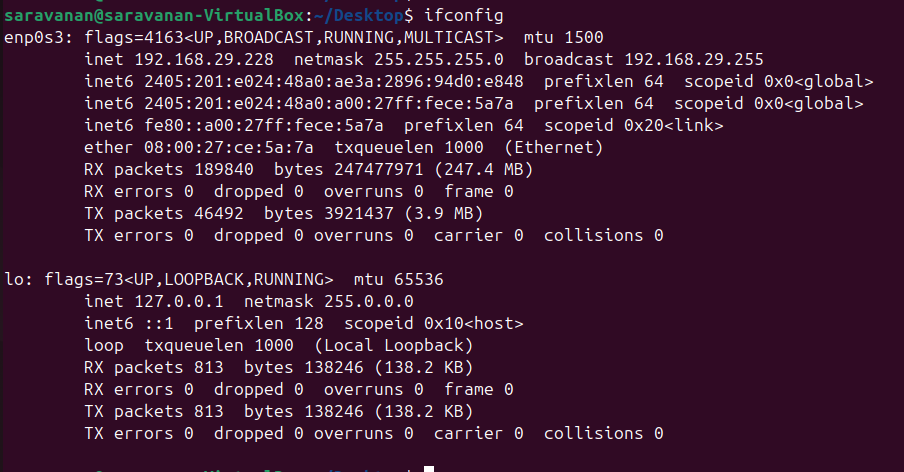 saravanan@saravanan-VirtualBox:~/Desktop$ ifconfig
enp0s3: flags=4163<UP,BROADCAST,RUNNING,MULTICAST>  mtu 1500
        inet 192.168.29.228  netmask 255.255.255.0  broadcast 192.168.29.255
        inet6 2405:201:e024:48a0:ae3a:2896:94d0:e848  prefixlen 64  scopeid 0x0<global>
        inet6 2405:201:e024:48a0:a00:27ff:fece:5a7a  prefixlen 64  scopeid 0x0<global>
        inet6 fe80::a00:27ff:fece:5a7a  prefixlen 64  scopeid 0x20<link>
        ether 08:00:27:ce:5a:7a  txqueuelen 1000  (Ethernet)
        RX packets 189840  bytes 247477971 (247.4 MB)
        RX errors 0  dropped 0  overruns 0  frame 0
        TX packets 46492  bytes 3921437 (3.9 MB)
        TX errors 0  dropped 0 overruns 0  carrier 0  collisions 0

lo: flags=73<UP,LOOPBACK,RUNNING>  mtu 65536
        inet 127.0.0.1  netmask 255.0.0.0
        inet6 ::1  prefixlen 128  scopeid 0x10<host>
        loop  txqueuelen 1000  (Local Loopback)
        RX packets 813  bytes 138246 (138.2 KB)
        RX errors 0  dropped 0  overruns 0  frame 0
        TX packets 813  bytes 138246 (138.2 KB)
        TX errors 0  dropped 0 overruns 0  carrier 0  collisions 0